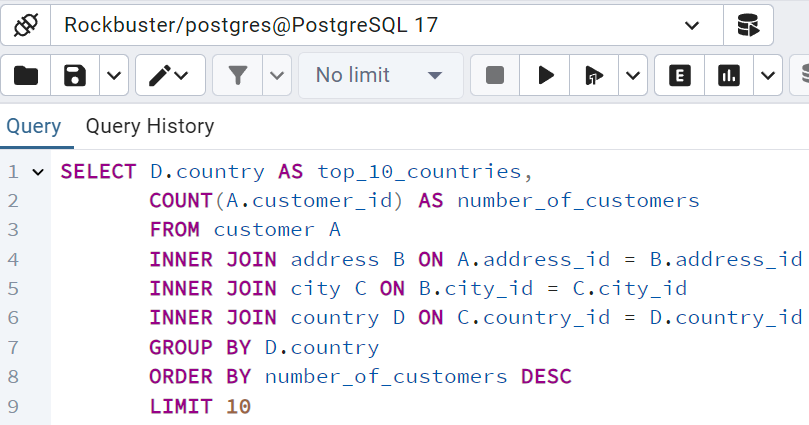 Rockbuster/postgres@PostgreSQL 17
No limit
E
Query Query History
1 SELECT D.country AS top_10_countries,
2 COUNT(A.customer_id) AS number_of_customers
3 FROM customer A
4 INNER JOIN address B ON A.address_id = B.address_id
5 INNER JOIN city C ON B.city_id = C.city_id
6 INNER JOIN country D ON C.country_id = D.country_id
7 GROUP BY D.country
8 ORDER BY number_of_customers DESC
9 LIMIT 10